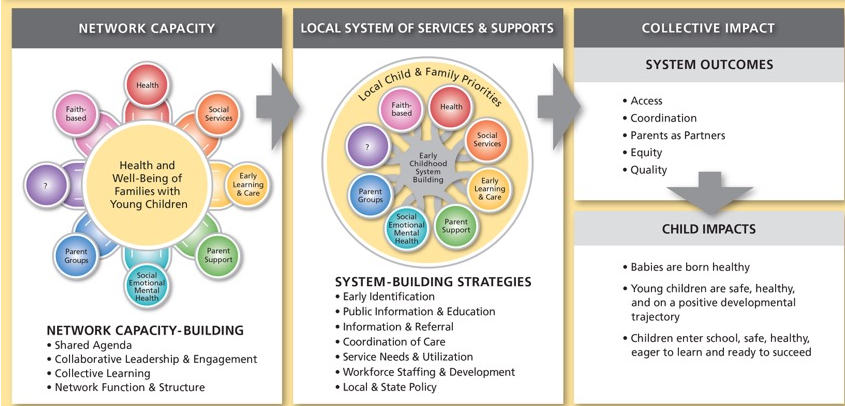 NETWORK CAPACITY
Health
Social
Services
Early
Learning
& Care
Parent
Support
Social
Emotional
Mental
Health
Parent
Groups
?
Faith-
based
Health and
Well-Being of
Families with
Young Children
NETWORK CAPACITY-BUILDING
• Shared Agenda
• Collaborative Leadership & Engagement
• Collective Learning
• Network Function & Structure
LOCAL SYSTEM OF SERVICES & SUPPORTS
Local Child & Family Priorities
Faith-
based
Health
Social
Services
Early
Learning
& Care
Parent
Support
Social
Emotional
Mental
Health
Parent
Groups
?
Early
Childhood
System
Building
SYSTEM-BUILDING STRATEGIES
• Early Identification
• Public Information & Education
• Information & Referral
• Coordination of Care
• Service Needs & Utilization
• Workforce Staffing & Development
• Local & State Policy
COLLECTIVE IMPACT
SYSTEM OUTCOMES
• Access
• Coordination
• Parents as Partners
• Equity
• Quality
CHILD IMPACTS
• Babies are born healthy
• Young children are safe, healthy,
and on a positive developmental
trajectory
• Children enter school, safe, healthy,
eager to learn and ready to succeed